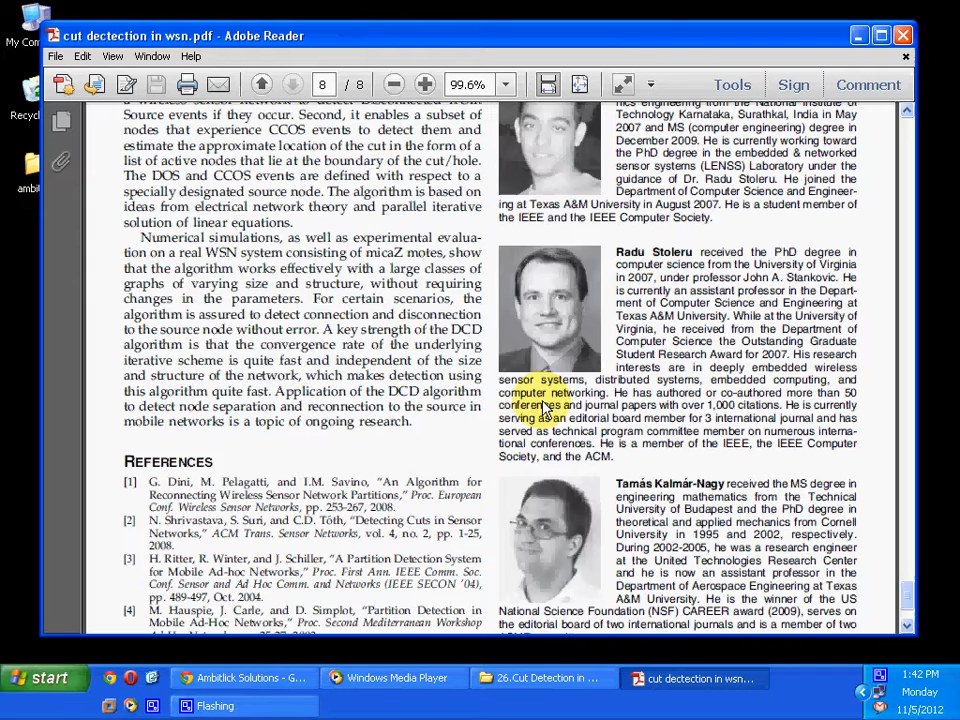 My Com
Recyc
ambit
cut dectection in wsn.pdf - Adobe Reader
File Edit View Window Help
8 / 8 99.6% Tools Sign Comment
Source events if they occur. Second, it enables a subset of
nodes that experience CCOS events to detect them and
estimate the approximate location of the cut in the form of a
list of active nodes that lie at the boundary of the cut/hole.
The DOS and CCOS events are defined with respect to a
specially designated source node. The algorithm is based on
ideas from electrical network theory and parallel iterative
solution of linear equations.
Numerical simulations, as well as experimental evalua-
tion on a real WSN system consisting of micaZ motes, show
that the algorithm works effectively with a large classes of
graphs of varying size and structure, without requiring
changes in the parameters. For certain scenarios, the
algorithm is assured to detect connection and disconnection
to the source node without error. A key strength of the DCD
algorithm is that the convergence rate of the underlying
iterative scheme is quite fast and independent of the size
and structure of the network, which makes detection using
this algorithm quite fast. Application of the DCD algorithm
to detect node separation and reconnection to the source in
mobile networks is a topic of ongoing research.
REFERENCES
[1] G. Dini, M. Pelagatti, and I.M. Savino, “An Algorithm for
Reconnecting Wireless Sensor Network Partitions,” Proc. European
Conf. Wireless Sensor Networks, pp. 253-267, 2008.
[2] N. Shrivastava, S. Suri, and C.D. Tóth, “Detecting Cuts in Sensor
Networks,” ACM Trans. Sensor Networks, vol. 4, no. 2, pp. 1-25,
2008.
[3] H. Ritter, R. Winter, and J. Schiller, “A Partition Detection System
for Mobile Ad-hoc Networks,” Proc. First Ann. IEEE Comm. Soc.
Conf. Sensor and Ad Hoc Comm. and Networks (IEEE SECON ’04),
pp. 489-497, Oct. 2004.
[4] M. Hauspie, J. Carle, and D. Simplot, “Partition Detection in
Mobile Ad-Hoc Networks,” Proc. Second Mediterranean Workshop
nics engineering from the National Institute of
Technology Karnataka, Surathkal, India in May
2007 and MS (computer engineering) degree in
December 2009. He is currently working toward
the PhD degree in the embedded & networked
sensor systems (LENSS) Laboratory under the
guidance of Dr. Radu Stoleru. He joined the
Department of Computer Science and Engineer-
ing at Texas A&M University in August 2007. He is a student member of
the IEEE and the IEEE Computer Society.
Radu Stoleru received the PhD degree in
computer science from the University of Virginia
in 2007, under professor John A. Stankovic. He
is currently an assistant professor in the Depart-
ment of Computer Science and Engineering at
Texas A&M University. While at the University of
Virginia, he received from the Department of
Computer Science the Outstanding Graduate
Student Research Award for 2007. His research
interests are in deeply embedded wireless
sensor systems, distributed systems, embedded computing, and
computer networking. He has authored or co-authored more than 50
conferences and journal papers with over 1,000 citations. He is currently
serving as an editorial board member for 3 international journal and has
served as technical program committee member on numerous interna-
tional conferences. He is a member of the IEEE, the IEEE Computer
Society, and the ACM.
Tamás Kalmár-Nagy received the MS degree in
engineering mathematics from the Technical
University of Budapest and the PhD degree in
theoretical and applied mechanics from Cornell
University in 1995 and 2002, respectively.
During 2002-2005, he was a research engineer
at the United Technologies Research Center
and he is now an assistant professor in the
Department of Aerospace Engineering at Texas
A&M University. He is the winner of the US
National Science Foundation (NSF) CAREER award (2009), serves on
the editorial board of two international journals and is a member of two
start Ambitlick Solutions - G... Windows Media Player 26.Cut Detection in ... cut dectection in wsn...
Flashing
1:42 PM
Monday
11/5/2012